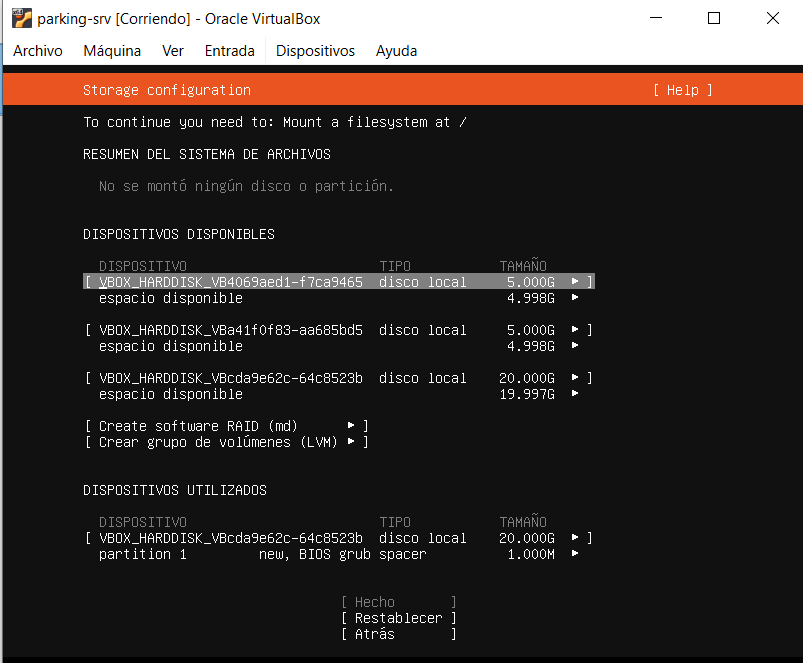 parking-srv [Corriendo] - Oracle VirtualBox
Archivo Máquina Ver Entrada Dispositivos Ayuda
Storage configuration [ Help ]
To continue you need to: Mount a filesystem at /
RESUMEN DEL SISTEMA DE ARCHIVOS
No se montó ningún disco o partición.
DISPOSITIVOS DISPONIBLES
DISPOSITIVO TIPO TAMAÑO
[ VBOX_HARDDISK_VB4069aed1-f7ca9465 disco local 5.000G ▸ ]
espacio disponible 4.998G ▸
[ VBOX_HARDDISK_VBa41f0f83-aa685bd5 disco local 5.000G ▸ ]
espacio disponible 4.998G ▸
[ VBOX_HARDDISK_VBcda9e62c-64c8523b disco local 20.000G ▸ ]
espacio disponible 19.997G ▸
[ Create software RAID (md) ▸ ]
[ Crear grupo de volúmenes (LVM) ▸ ]
DISPOSITIVOS UTILIZADOS
DISPOSITIVO TIPO TAMAÑO
[ VBOX_HARDDISK_VBcda9e62c-64c8523b disco local 20.000G ▸ ]
partition 1 new, BIOS grub spacer 1.000M ▸
[ Hecho ]
[ Restablecer ]
[ Atrás ]